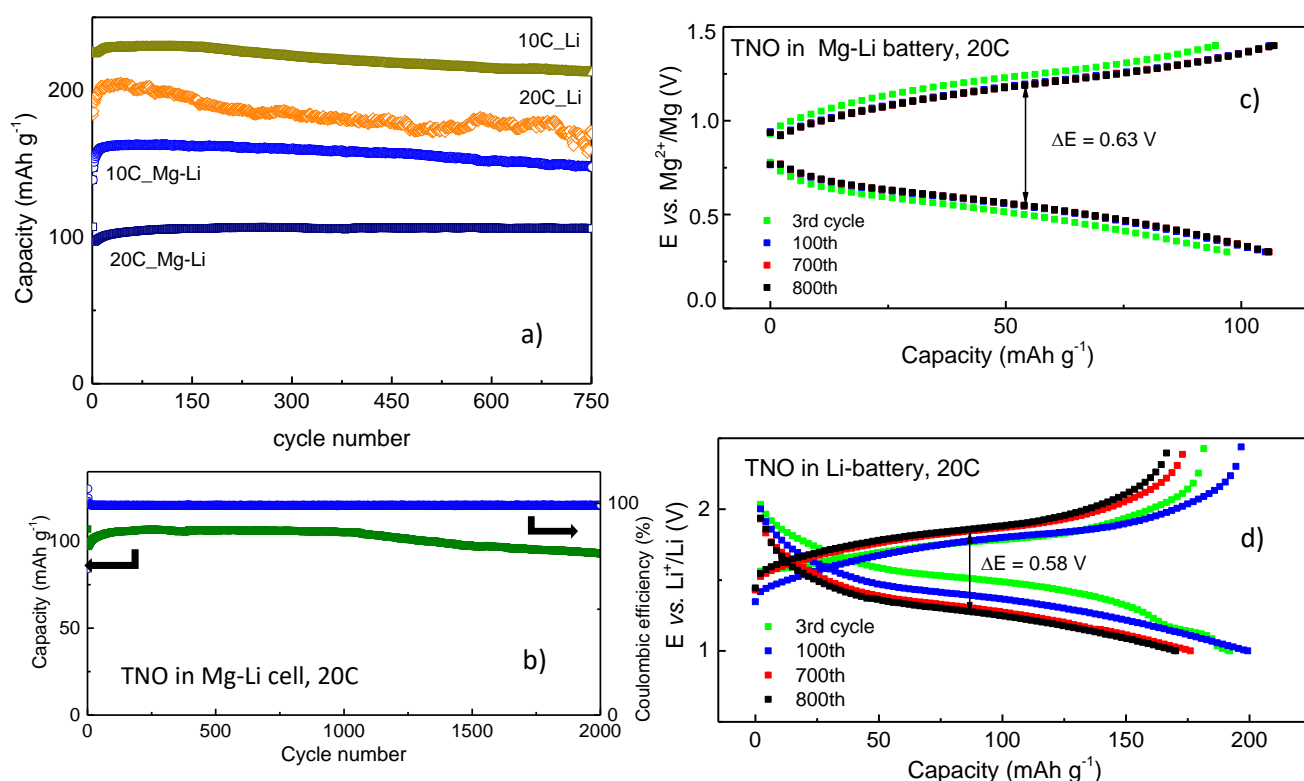 200
100
0
Capacity (mAh g⁻¹)
10C_Li
20C_Li
10C_Mg-Li
20C_Mg-Li
a)
0 150 300 450 600 750
cycle number
100
50
0
Capacity (mAh g⁻¹)
100
0
Coulombic efficiency (%)
b)
TNO in Mg-Li cell, 20C
0 500 1000 1500 2000
Cycle number
1.5
1.0
0.5
0.0
E vs. Mg²⁺/Mg (V)
TNO in Mg-Li battery, 20C
c)
ΔE = 0.63 V
3rd cycle
100th
700th
800th
0 50 100
Capacity (mAh g⁻¹)
2
1
E vs. Li⁺/Li (V)
TNO in Li-battery, 20C
d)
ΔE = 0.58 V
3rd cycle
100th
700th
800th
0 50 100 150 200
Capacity (mAh g⁻¹)